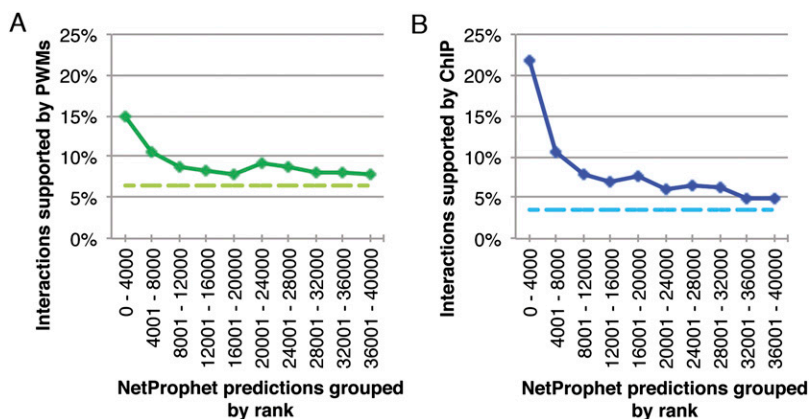 A
Interactions supported by PWMs
25%
20%
15%
10%
5%
0%
0 - 4000
4001 - 8000
8001 - 12000
12001 - 16000
16001 - 20000
20001 - 24000
24001 - 28000
28001 - 32000
32001 - 36000
36001 - 40000
NetProphet predictions grouped
by rank
B
Interactions supported by ChIP
25%
20%
15%
10%
5%
0%
0 - 4000
4001 - 8000
8001 - 12000
12001 - 16000
16001 - 20000
20001 - 24000
24001 - 28000
28001 - 32000
32001 - 36000
36001 - 40000
NetProphet predictions grouped
by rank